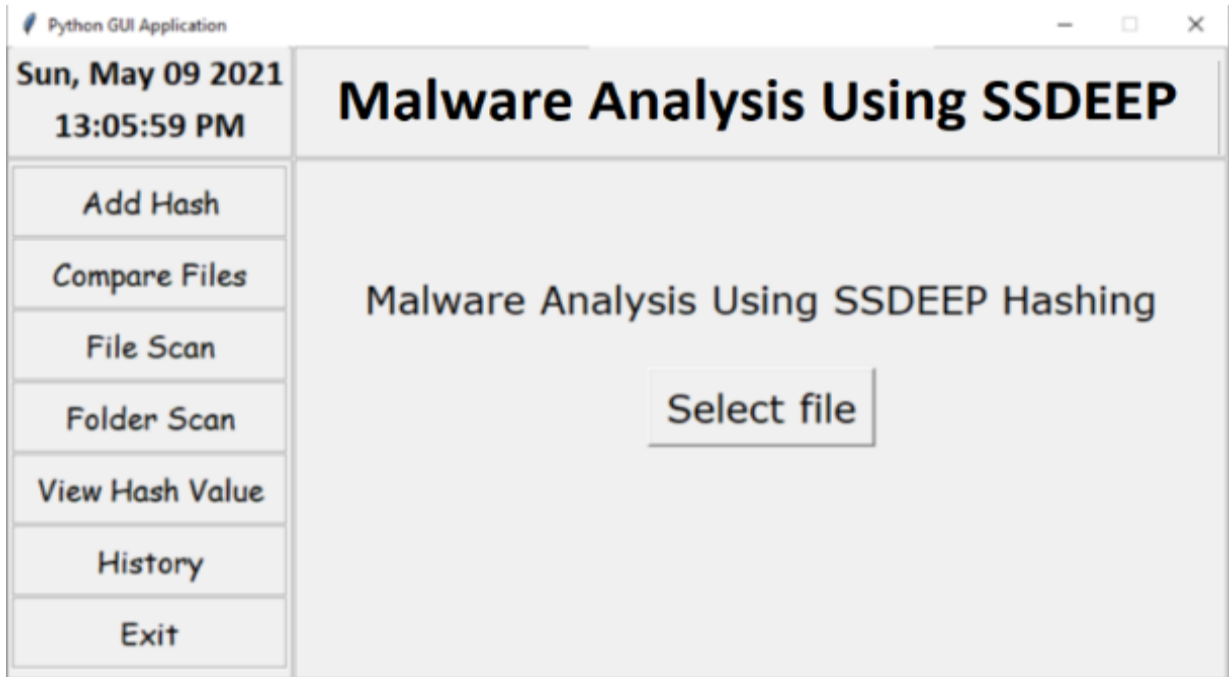 Python GUI Application
Sun, May 09 2021
13:05:59 PM
Malware Analysis Using SSDEEP
Add Hash
Compare Files
File Scan
Folder Scan
View Hash Value
History
Exit
Malware Analysis Using SSDEEP Hashing
Select file